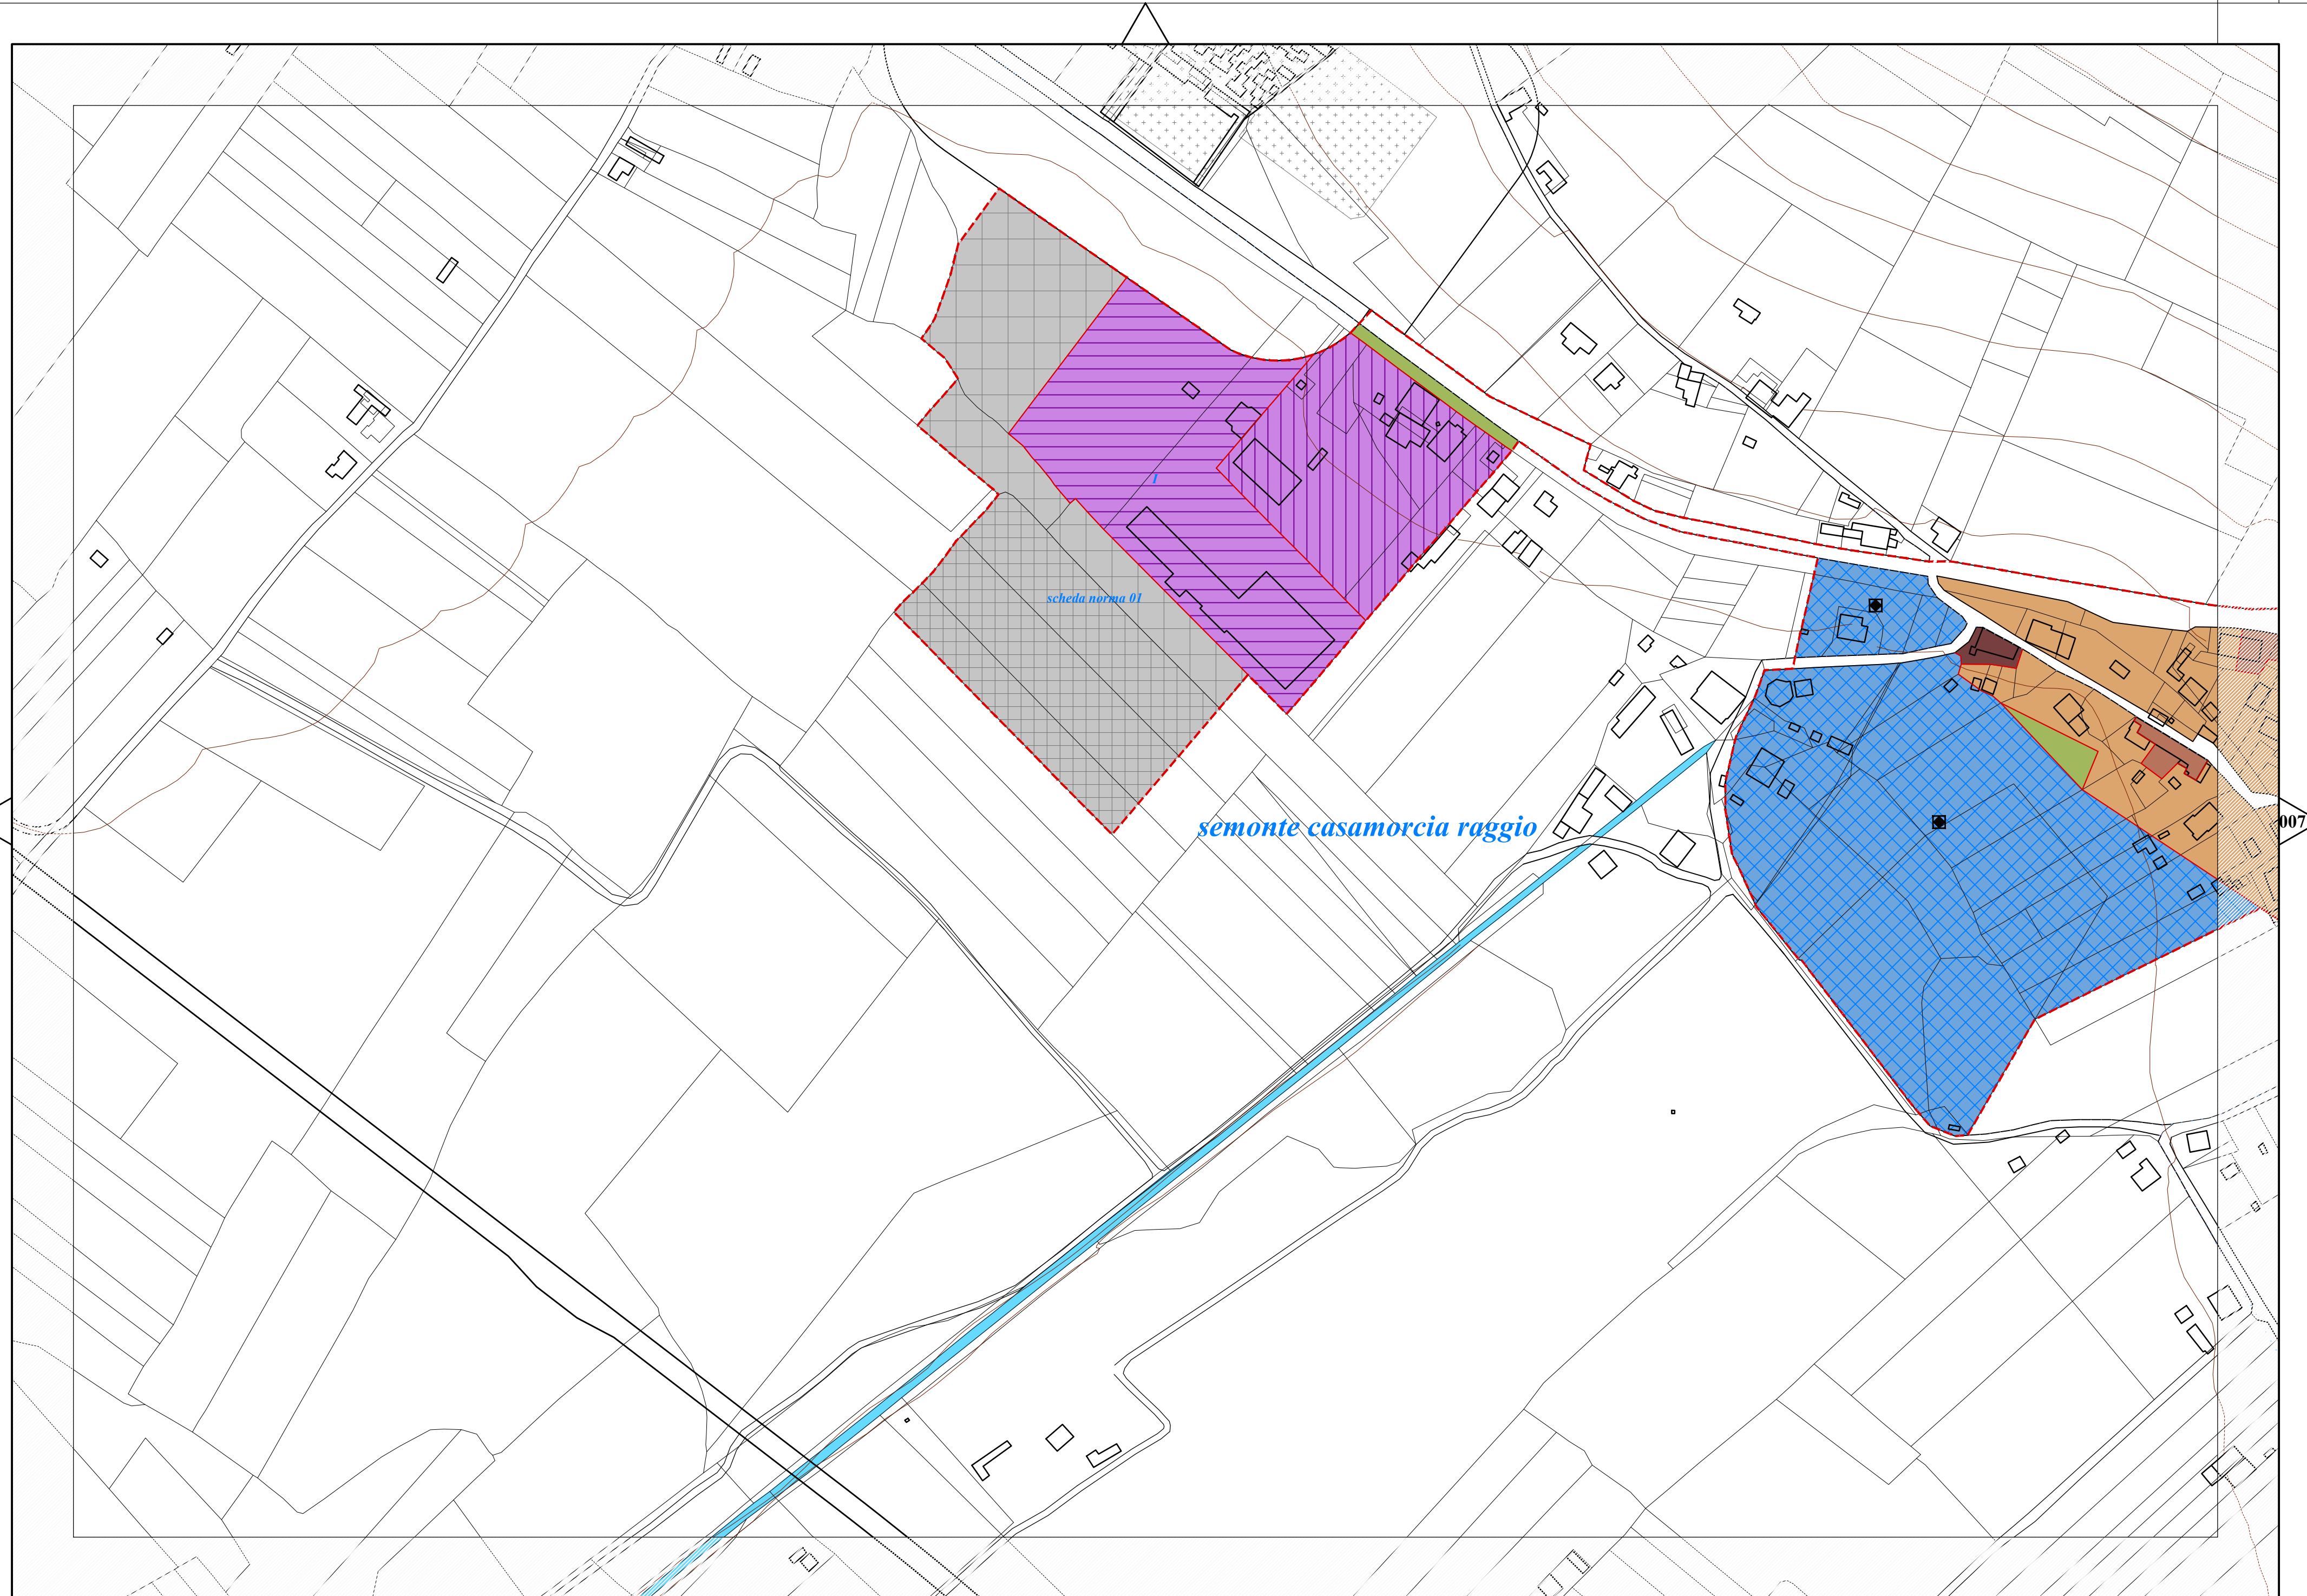 1
scheda norma 01
semonte casamorcia raggio
007